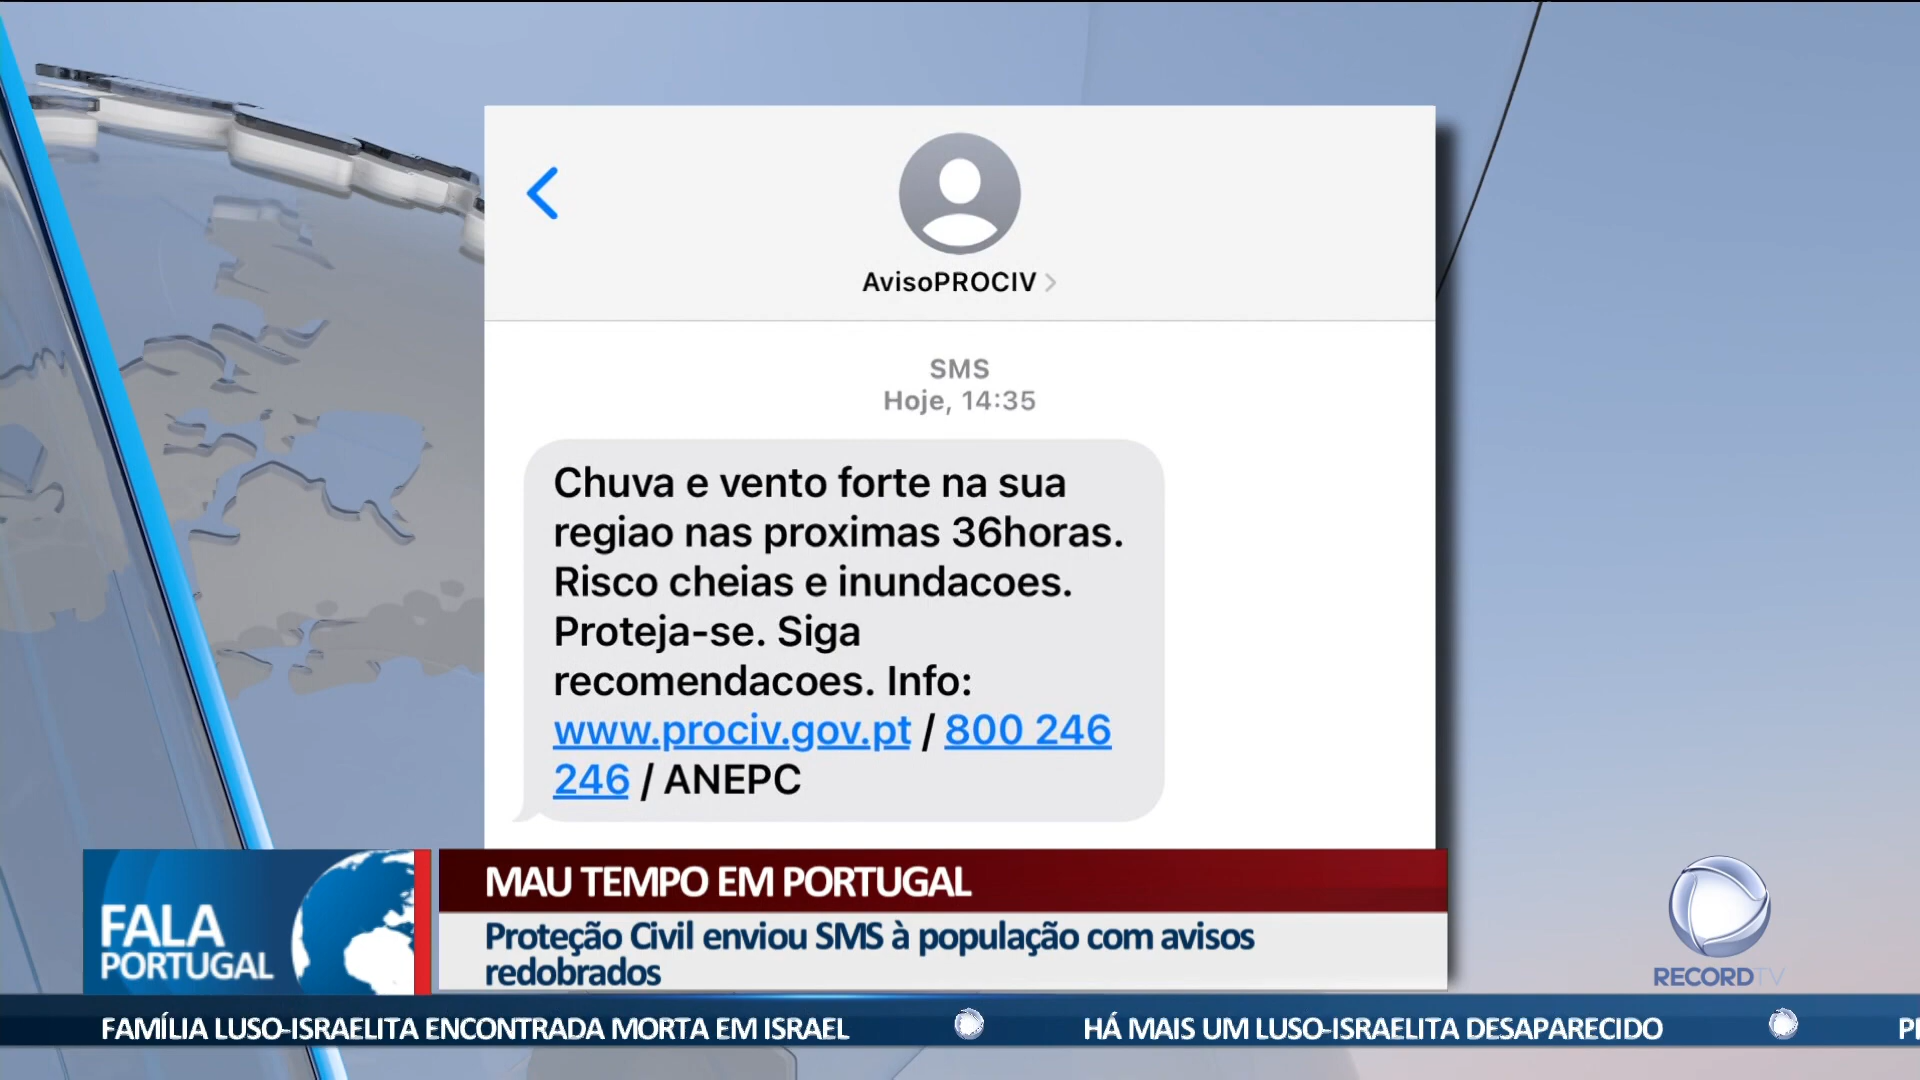 AvisoPROCIV
SMS
Hoje, 14:35
Chuva e vento forte na sua
regiao nas proximas 36horas.
Risco cheias e inundacoes.
Proteja-se. Siga
recomendacoes. Info:
www.prociv.gov.pt / 800 246
246 / ANEPC
MAU TEMPO EM PORTUGAL
Proteção Civil enviou SMS à população com avisos
redobrados
FALA
PORTUGAL
RECORDTV
FAMÍLIA LUSO-ISRAELITA ENCONTRADA MORTA EM ISRAEL
HÁ MAIS UM LUSO-ISRAELITA DESAPARECIDO